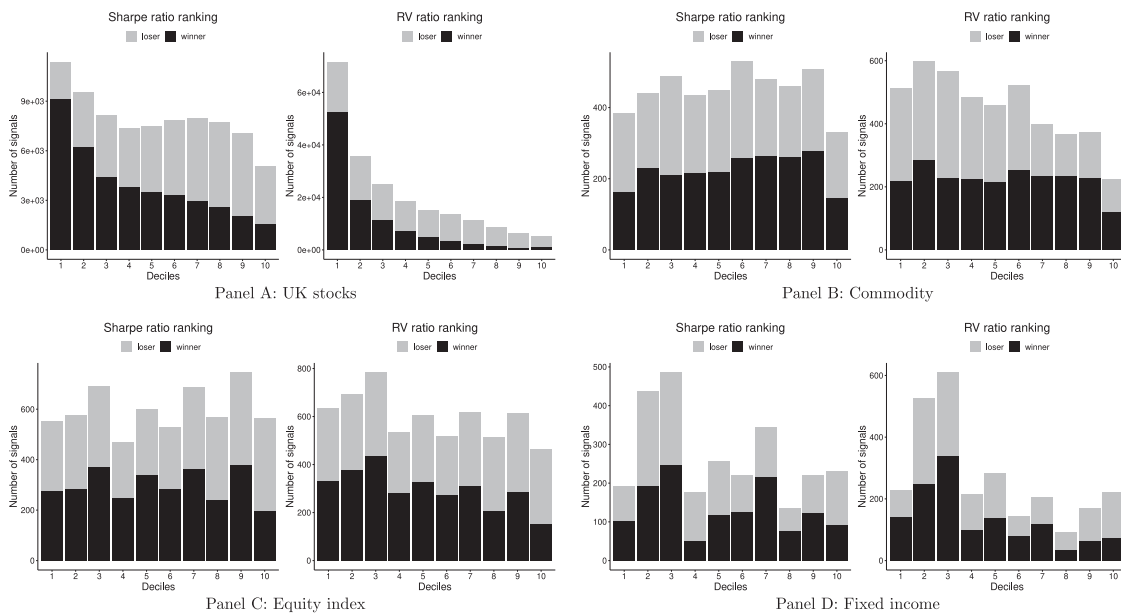 Sharpe ratio ranking
loser winner
Number of signals
9e+03
6e+03
3e+03
0e+00
1 2 3 4 5 6 7 8 9 10
Deciles
RV ratio ranking
loser winner
Number of signals
6e+04
4e+04
2e+04
0e+00
1 2 3 4 5 6 7 8 9 10
Deciles
Panel A: UK stocks
Sharpe ratio ranking
loser winner
Number of signals
400
200
0
1 2 3 4 5 6 7 8 9 10
Deciles
RV ratio ranking
loser winner
Number of signals
600
400
200
0
1 2 3 4 5 6 7 8 9 10
Deciles
Panel B: Commodity
Sharpe ratio ranking
loser winner
Number of signals
600
400
200
0
1 2 3 4 5 6 7 8 9 10
Deciles
RV ratio ranking
loser winner
Number of signals
800
600
400
200
0
1 2 3 4 5 6 7 8 9 10
Deciles
Panel C: Equity index
Sharpe ratio ranking
loser winner
Number of signals
500
400
300
200
100
0
1 2 3 4 5 6 7 8 9 10
Deciles
RV ratio ranking
loser winner
Number of signals
600
400
200
0
1 2 3 4 5 6 7 8 9 10
Deciles
Panel D: Fixed income